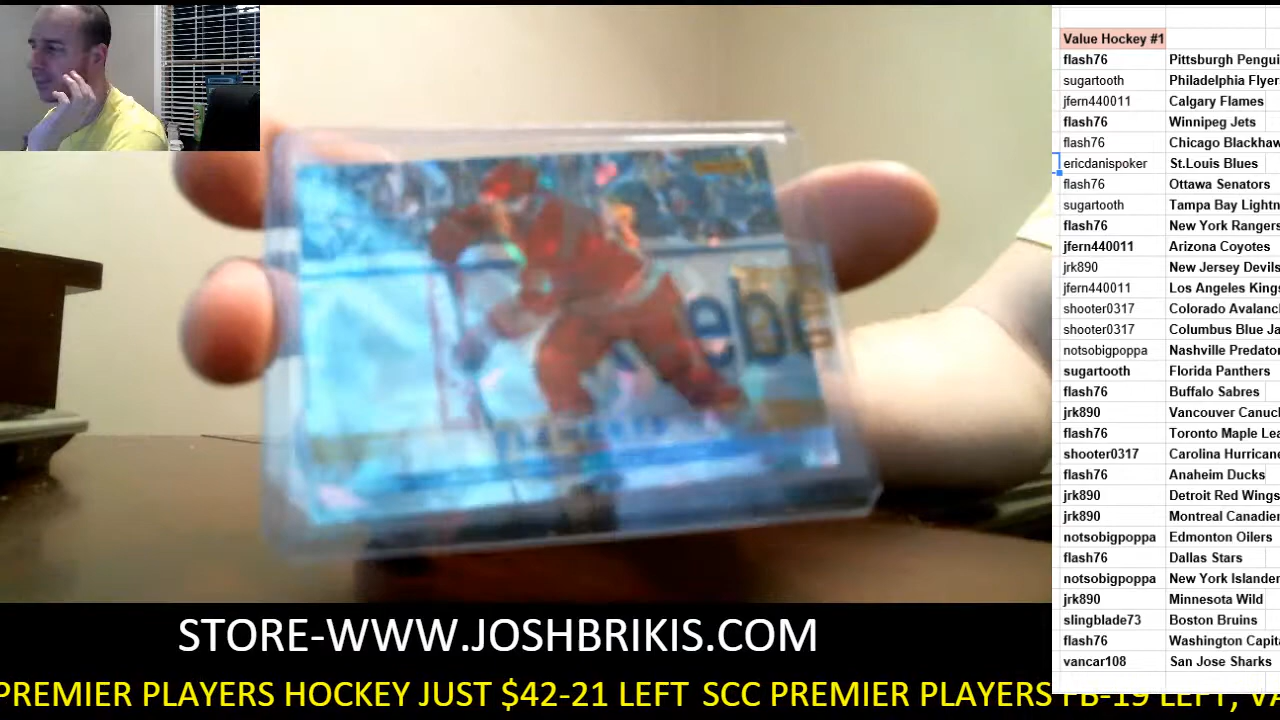 Value Hockey #1
flash76 Pittsburgh Pengui
sugartooth Philadelphia Flyer
jfern440011 Calgary Flames
flash76 Winnipeg Jets
flash76 Chicago Blackhaw
ericdanispoker St.Louis Blues
flash76 Ottawa Senators
sugartooth Tampa Bay Lightn
flash76 New York Rangers
jfern440011 Arizona Coyotes
jrk890 New Jersey Devils
jfern440011 Los Angeles Kings
shooter0317 Colorado Avalanc
shooter0317 Columbus Blue Ja
notsobigpoppa Nashville Predato
sugartooth Florida Panthers
flash76 Buffalo Sabres
jrk890 Vancouver Canuc
flash76 Toronto Maple Lea
shooter0317 Carolina Hurricane
flash76 Anaheim Ducks
jrk890 Detroit Red Wings
jrk890 Montreal Canadien
notsobigpoppa Edmonton Oilers
flash76 Dallas Stars
notsobigpoppa New York Islander
jrk890 Minnesota Wild
slingblade73 Boston Bruins
flash76 Washington Capita
vancar108 San Jose Sharks
ebe
STORE-WWW.JOSHBRIKIS.COM
PREMIER PLAYERS HOCKEY JUST $42-21 LEFT SCC PREMIER PLAYERS FB-19 LEFT, VA